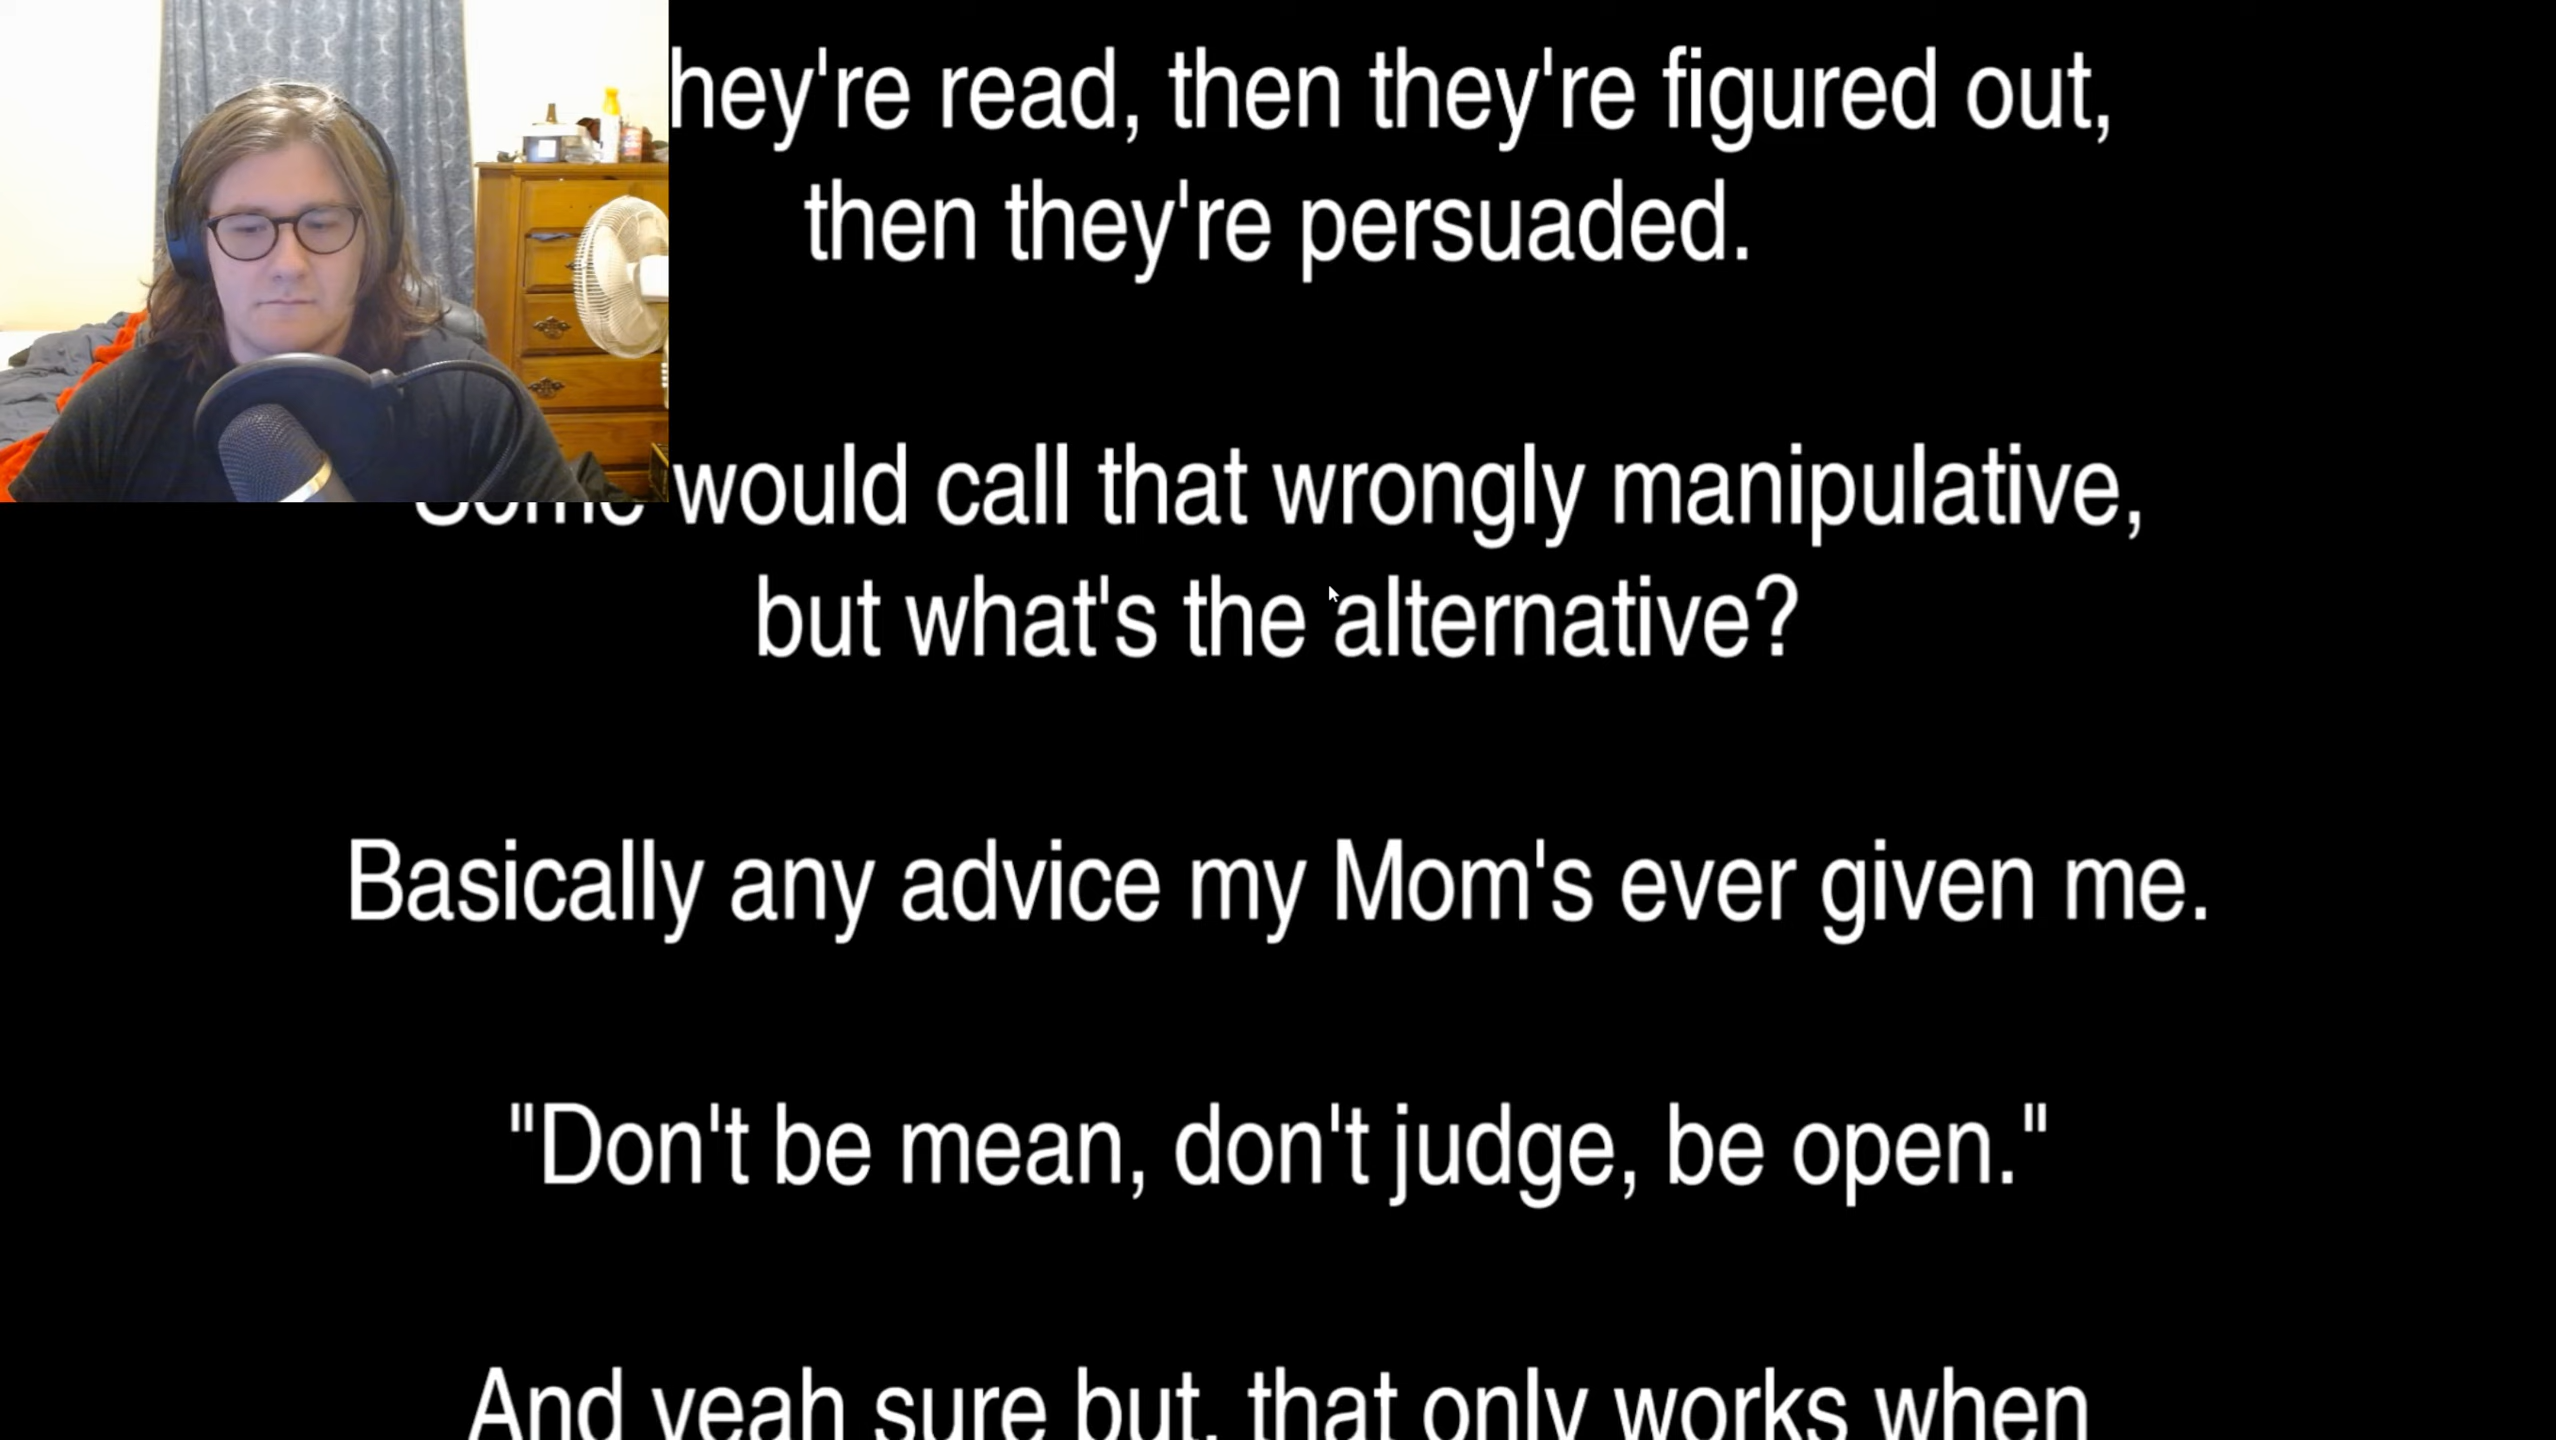 hey're read, then they're figured out,
then they're persuaded.
Some would call that wrongly manipulative,
but what's the alternative?
Basically any advice my Mom's ever given me.
"Don't be mean, don't judge, be open."
And yeah sure but, that only works when